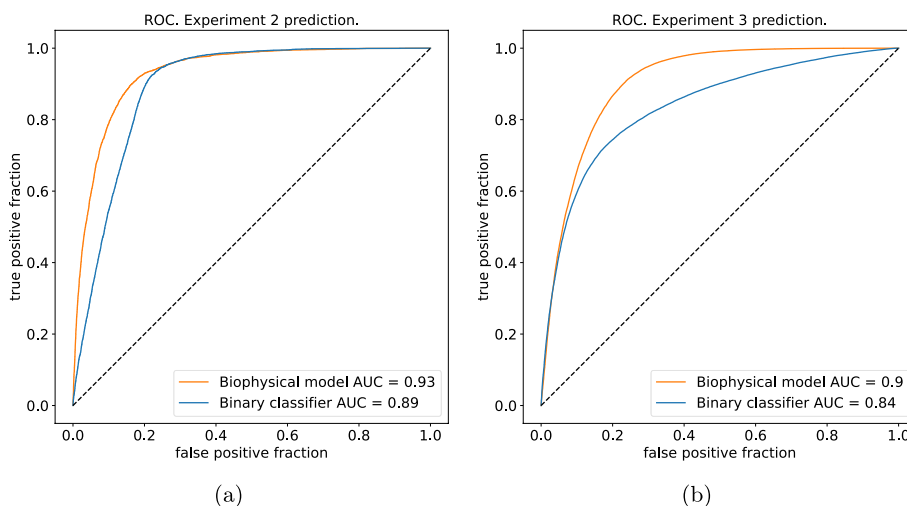 ROC. Experiment 2 prediction.
1.0
0.8
0.6
0.4
0.2
0.0
true positive fraction
Biophysical model AUC = 0.93
Binary classifier AUC = 0.89
0.0 0.2 0.4 0.6 0.8 1.0
false positive fraction
(a)
ROC. Experiment 3 prediction.
1.0
0.8
0.6
0.4
0.2
0.0
true positive fraction
Biophysical model AUC = 0.9
Binary classifier AUC = 0.84
0.0 0.2 0.4 0.6 0.8 1.0
false positive fraction
(b)